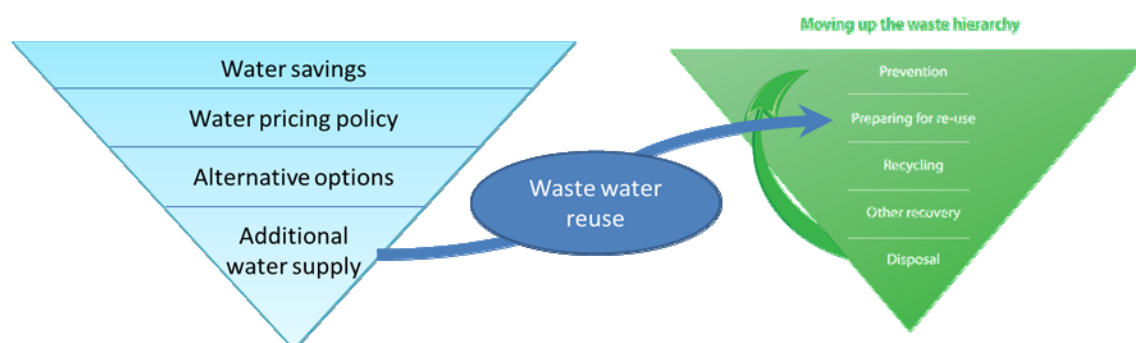 Moving up the waste hierarchy
Water savings
Water pricing policy
Alternative options
Additional
water supply
Waste water
reuse
Prevention
Preparing for re-use
Recycling
Other recovery
Disposal